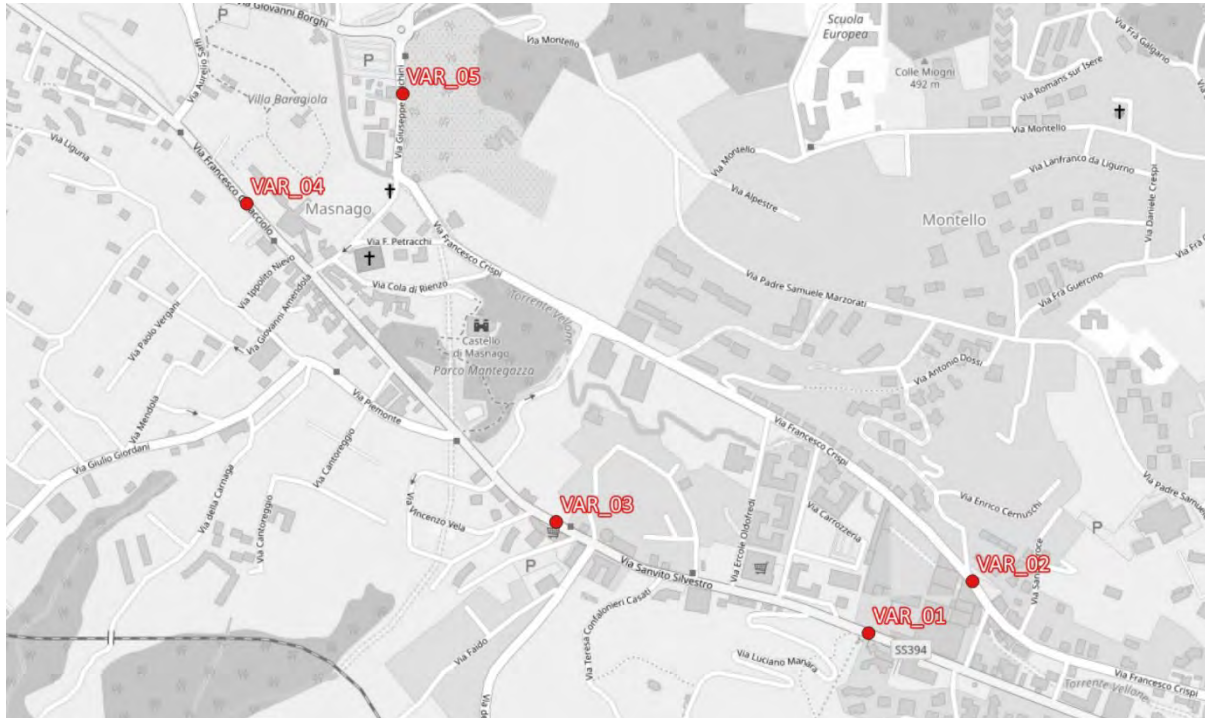 Via Giovanni Borghi
P
Via Aurelio Saffi
P
Via Montello
Scuola
Europea
Colle Miogni
492 m
Via Frà Galgario
Via Romans sur Isere
VAR_05
Villa Baragiola
Via Giuseppe
Via Montello
Via Liguria
Via Montello
Via Lanfranco da Ligurno
Via Francesco
VAR_04
Via Alpestre
Via Daniele Crespi
Masnago
Montello
Via F. Petracchi
Via Francesco Crispi
Via Ippolito Nievo
Via Cola di Rienzo
Via Padre Samuele Marzorati
Via Frà Guercino
Torrente Vellone
Via Paolo Vergani
Via Giovanni Amendola
Castello
di Masnago
Parco Mantegazza
Via Antonio Dossi
Via Mendola
Via Piemonte
Via Francesco Crispi
Via Giulio Giordani
Via Cantoreggio
Via della Carnaga
Via Cantoreggio
Via Vincenzo Vela
VAR_03
Via Ercole Oldofredi
Via Carrozzeria
Via Enrico Cernuschi
Via Padre Samuele
P
P
Via Sanvito Silvestro
VAR_02
VAR_01
SS394
Via Teresa Confalonieri Casati
Via Luciano Manara
Via Faido
Via Francesco Crispi
Torrente Vellone